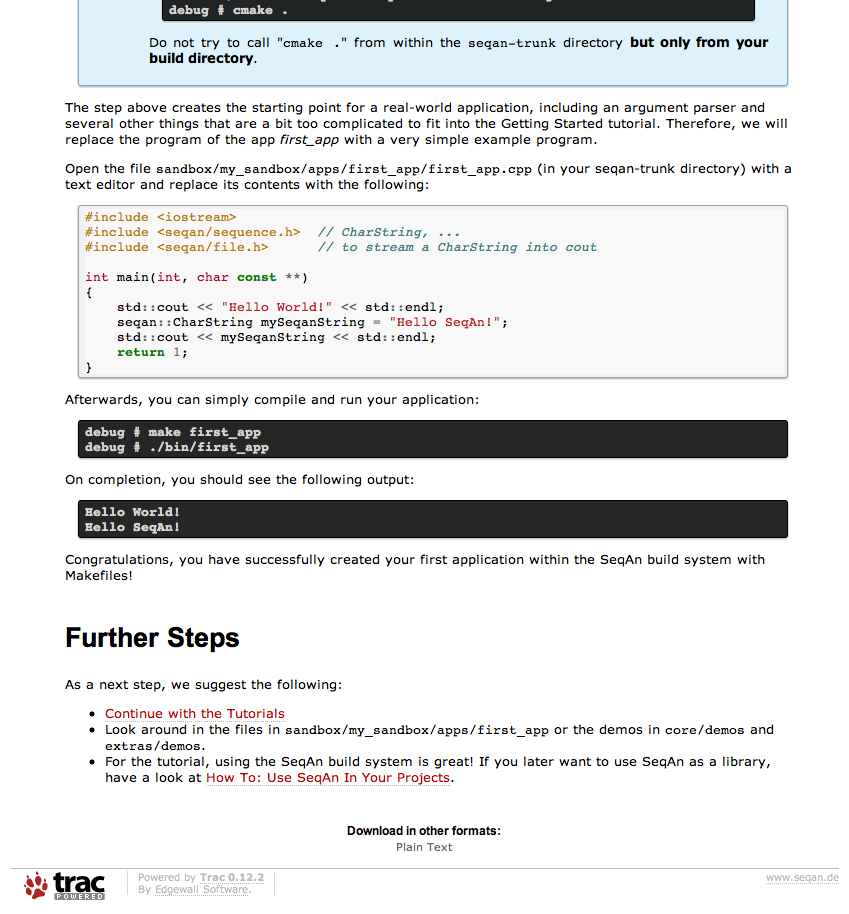 debug # cmake .
Do not try to call "cmake ." from within the seqan-trunk directory but only from your
build directory.
The step above creates the starting point for a real-world application, including an argument parser and
several other things that are a bit too complicated to fit into the Getting Started tutorial. Therefore, we will
replace the program of the app first_app with a very simple example program.
Open the file sandbox/my_sandbox/apps/first_app/first_app.cpp (in your seqan-trunk directory) with a
text editor and replace its contents with the following:
#include <iostream>
#include <seqan/sequence.h>  // CharString, ...
#include <seqan/file.h>      // to stream a CharString into cout
int main(int, char const **)
{
    std::cout << "Hello World!" << std::endl;
    seqan::CharString mySeqanString = "Hello SeqAn!";
    std::cout << mySeqanString << std::endl;
    return 1;
}
Afterwards, you can simply compile and run your application:
debug # make first_app
debug # ./bin/first_app
On completion, you should see the following output:
Hello World!
Hello SeqAn!
Congratulations, you have successfully created your first application within the SeqAn build system with
Makefiles!
Further Steps
As a next step, we suggest the following:
• Continue with the Tutorials
• Look around in the files in sandbox/my_sandbox/apps/first_app or the demos in core/demos and
extras/demos.
• For the tutorial, using the SeqAn build system is great! If you later want to use SeqAn as a library,
have a look at How To: Use SeqAn In Your Projects.
Download in other formats:
Plain Text
trac
POWERED
Powered by Trac 0.12.2
By Edgewall Software.
www.seqan.de